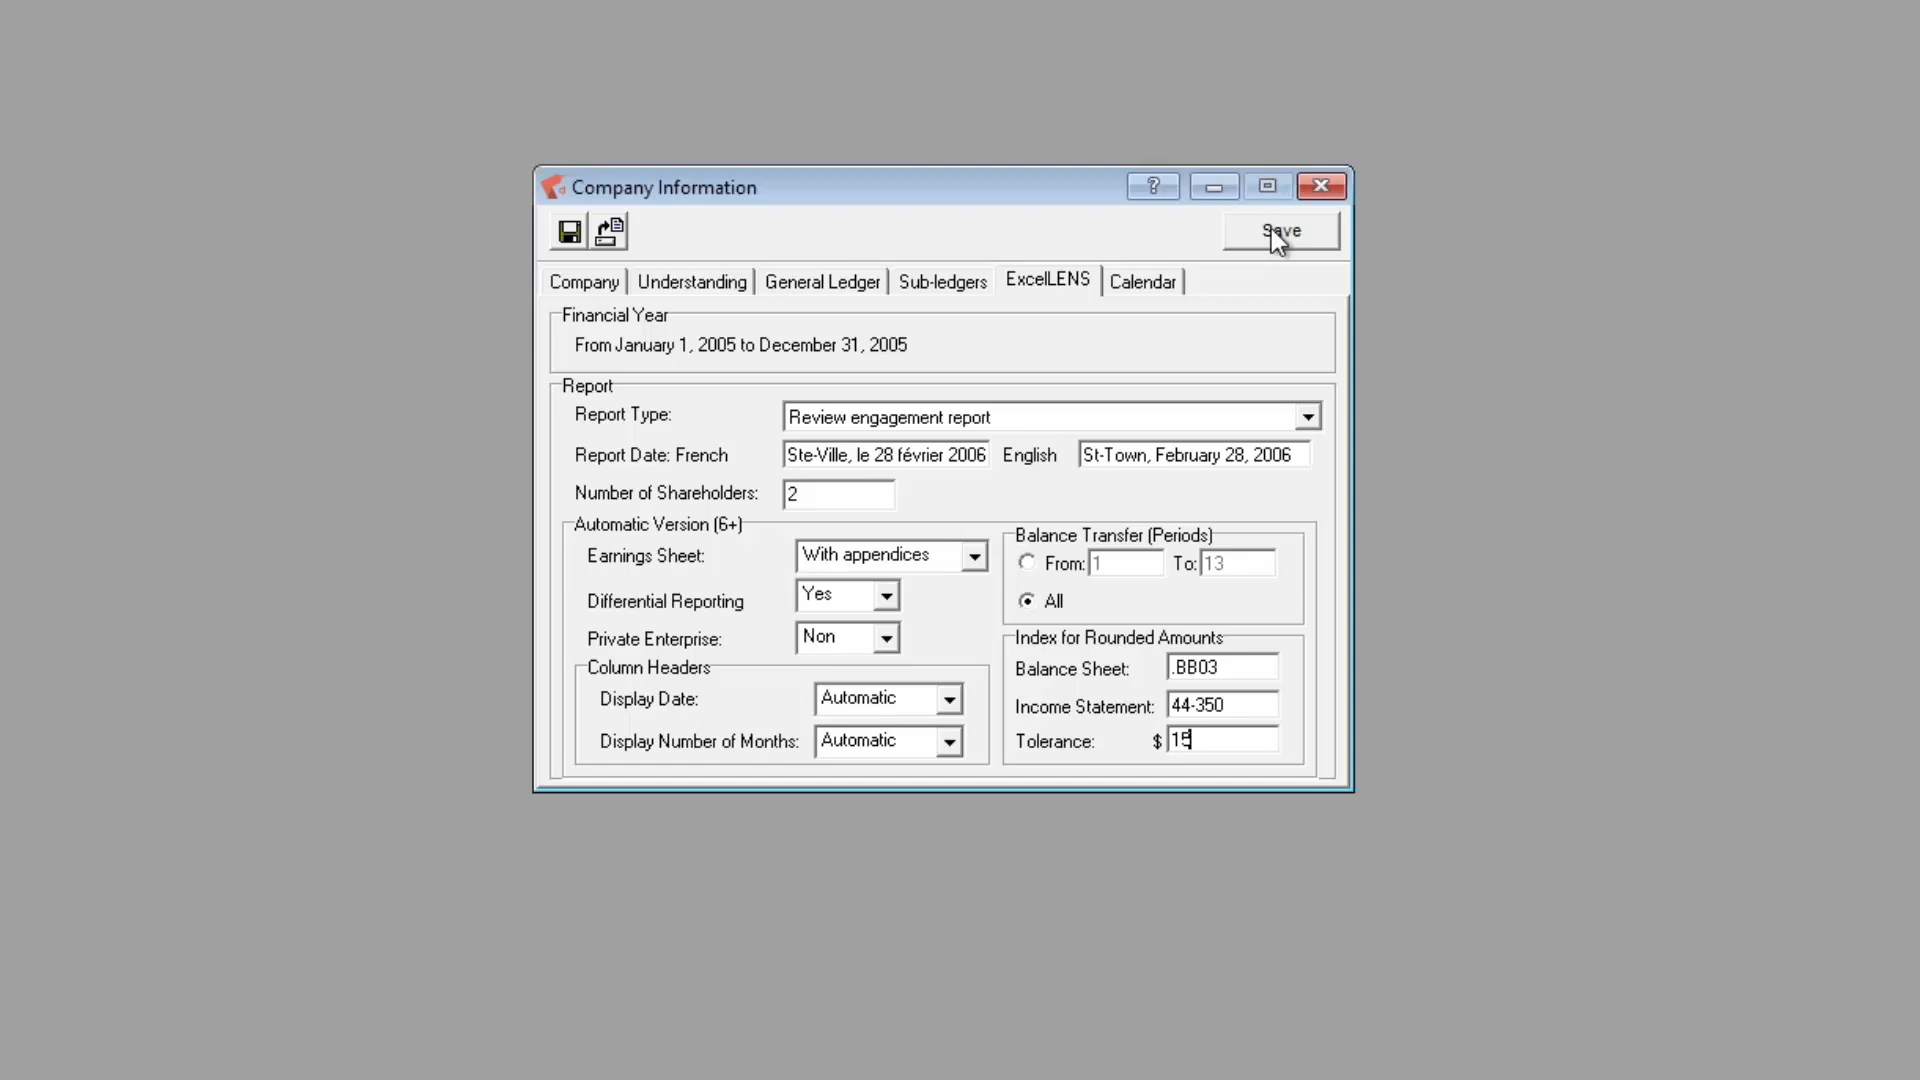 Company Information
Save
Company Understanding General Ledger Sub-ledgers ExcelLENS Calendar
Financial Year
From January 1, 2005 to December 31, 2005
Report
Report Type: Review engagement report
Report Date: French Ste-Ville, le 28 février 2006 English St-Town, February 28, 2006
Number of Shareholders: 2
Automatic Version (6+)
Earnings Sheet: With appendices
Differential Reporting Yes
Private Enterprise: Non
Column Headers
Display Date: Automatic
Display Number of Months: Automatic
Balance Transfer (Periods)
From: 1 To: 13
All
Index for Rounded Amounts
Balance Sheet: .BB03
Income Statement: 44-350
Tolerance: $ 15